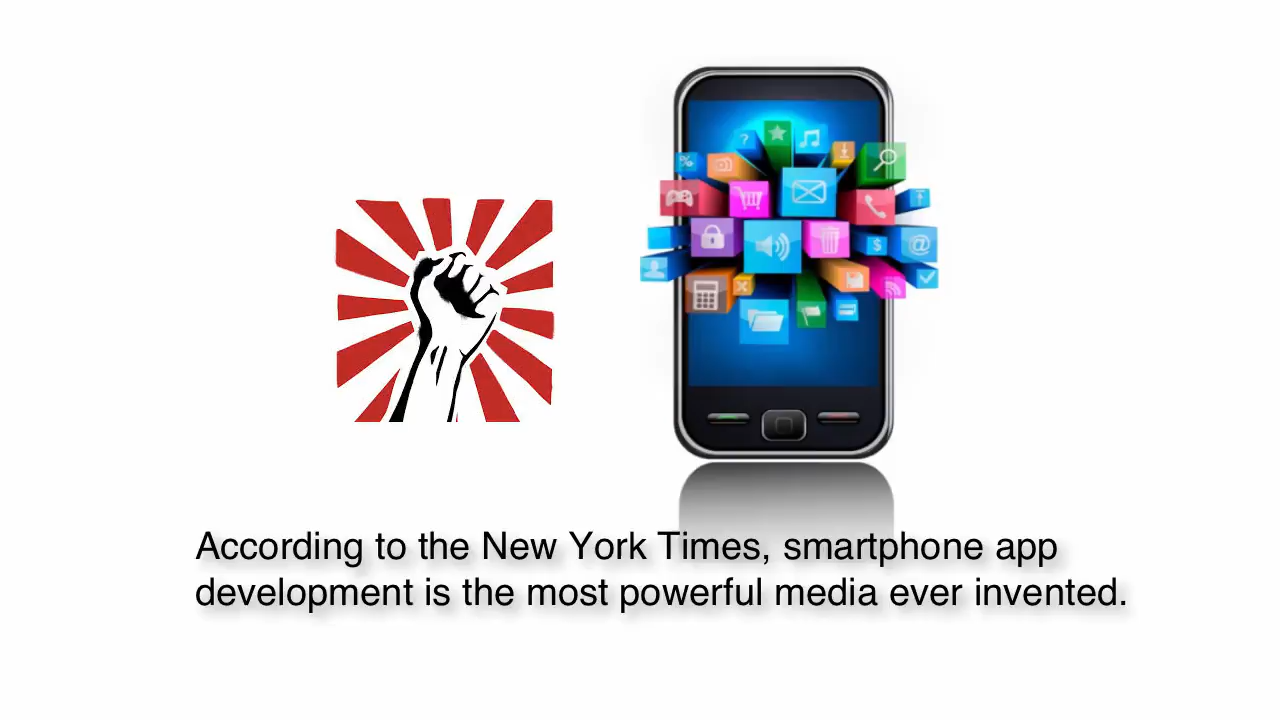 According to the New York Times, smartphone app
development is the most powerful media ever invented.